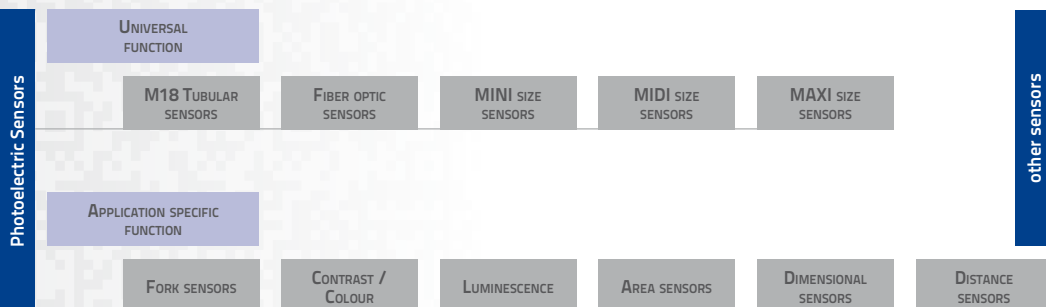 Photoelectric Sensors
Universal
function
M18 Tubular
sensors
Fiber optic
sensors
MINI size
sensors
MIDI size
sensors
MAXI size
sensors
Application specific
function
Fork sensors
Contrast /
Colour
Luminescence
Area sensors
Dimensional
sensors
Distance
sensors
other sensors